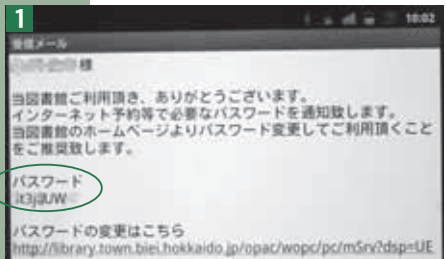 1
10:02
受信メール
様
当図書館ご利用頂き、ありがとうございます。
インターネット予約等で必要なパスワードを通知致します。
当図書館のホームページよりパスワード変更してご利用頂くこと
をご推奨致します。
パスワード
パスワードの変更はこちら
http://library.town.biei.hokkaido.jp/opac/wopc/pc/mSrv?dsp=UE